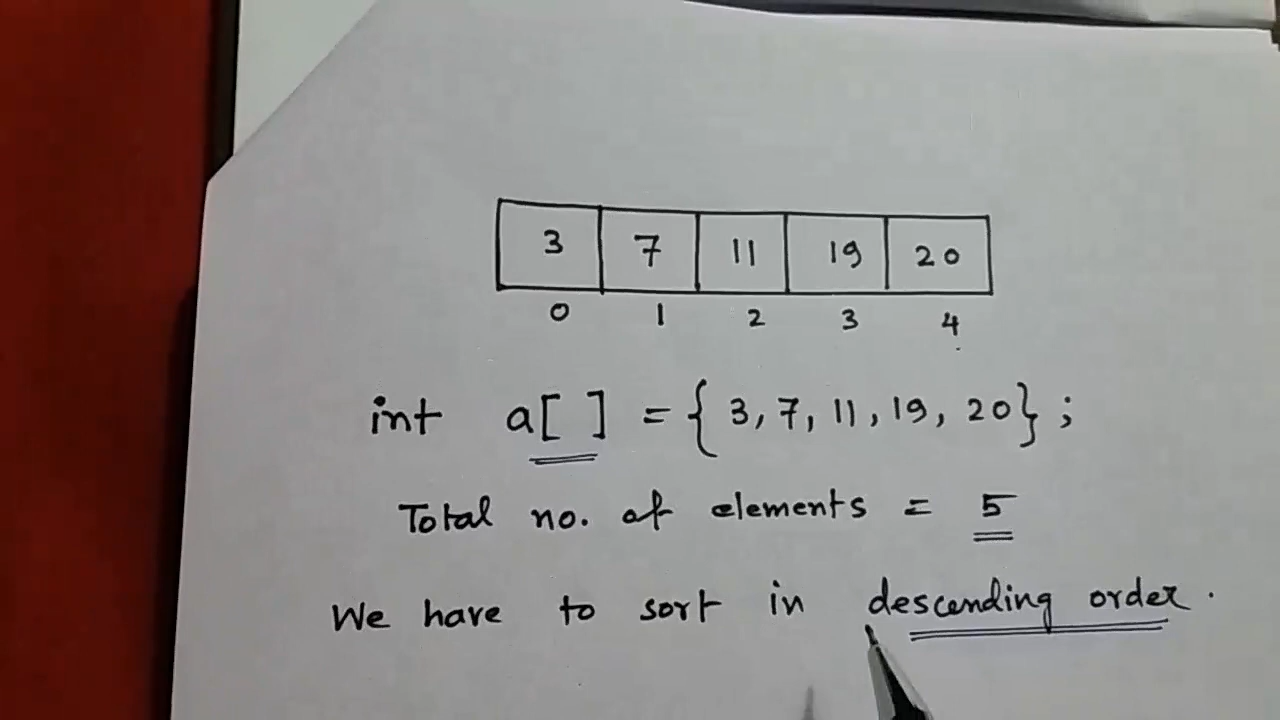 3 7 11 19 20
0 1 2 3 4
int a[ ] = { 3, 7, 11, 19, 20} ;
Total no. of elements = 5
We have to sort in descending order.